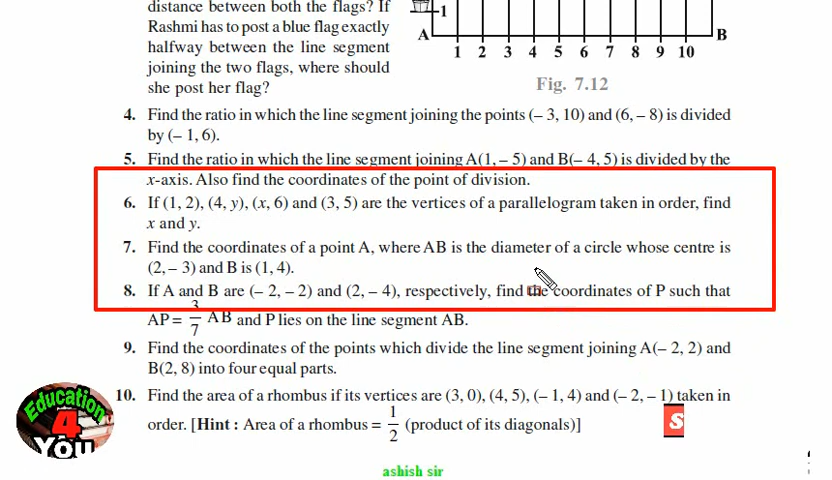 distance between both the flags? If
Rashmi has to post a blue flag exactly
halfway between the line segment
joining the two flags, where should
she post her flag?
1
A
B
1 2 3 4 5 6 7 8 9 10
Fig. 7.12
4. Find the ratio in which the line segment joining the points (– 3, 10) and (6, – 8) is divided
by (– 1, 6).
5. Find the ratio in which the line segment joining A(1, – 5) and B(– 4, 5) is divided by the
x-axis. Also find the coordinates of the point of division.
6. If (1, 2), (4, y), (x, 6) and (3, 5) are the vertices of a parallelogram taken in order, find
x and y.
7. Find the coordinates of a point A, where AB is the diameter of a circle whose centre is
(2, – 3) and B is (1, 4).
8. If A and B are (– 2, – 2) and (2, – 4), respectively, find the coordinates of P such that
AP = 3/7 AB and P lies on the line segment AB.
9. Find the coordinates of the points which divide the line segment joining A(– 2, 2) and
B(2, 8) into four equal parts.
10. Find the area of a rhombus if its vertices are (3, 0), (4, 5), (– 1, 4) and (– 2, – 1) taken in
order. [Hint : Area of a rhombus = 1/2 (product of its diagonals)]
Education
4
You
S
ashish sir